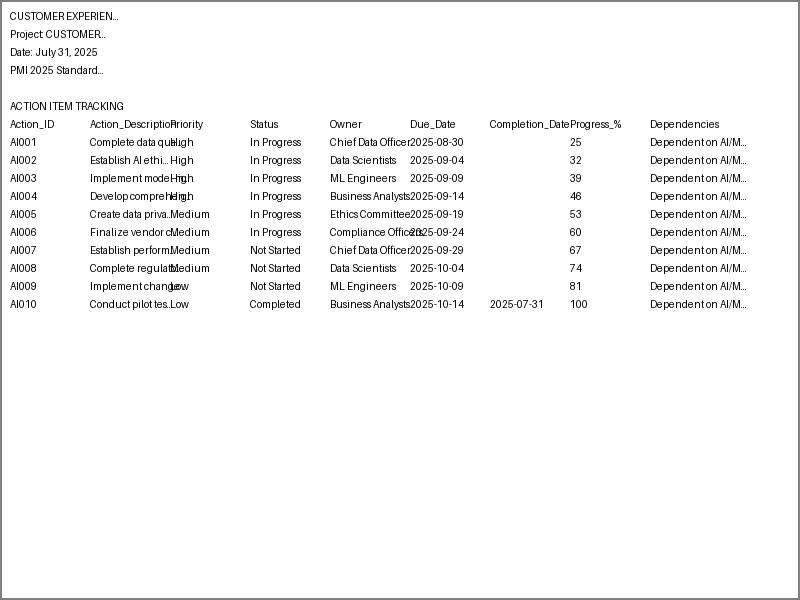 CUSTOMER EXPERIEN...
Project: CUSTOMER...
Date: July 31, 2025
PMI 2025 Standard...
ACTION ITEM TRACKING
Action_ID Action_Description Priority Status Owner Due_Date Completion_Date Progress_% Dependencies
AI001 Complete data High In Progress Chief Data Officer 2025-08-30 25 Dependent on AI/M...
AI002 Establish AI ethi... High In Progress Data Scientists 2025-09-04 32 Dependent on AI/M...
AI003 Implement High In Progress ML Engineers 2025-09-09 39 Dependent on AI/M...
AI004 Develop High In Progress Business Analysts 2025-09-14 46 Dependent on AI/M...
AI005 Create data priva... Medium In Progress Ethics Committee 2025-09-19 53 Dependent on AI/M...
AI006 Finalize vendor Medium In Progress Compliance Officers 2025-09-24 60 Dependent on AI/M...
AI007 Establish perform... Medium Not Started Chief Data Officer 2025-09-29 67 Dependent on AI/M...
AI008 Complete Medium Not Started Data Scientists 2025-10-04 74 Dependent on AI/M...
AI009 Implement Low Not Started ML Engineers 2025-10-09 81 Dependent on AI/M...
AI010 Conduct pilot tes... Low Completed Business Analysts 2025-10-14 2025-07-31 100 Dependent on AI/M...